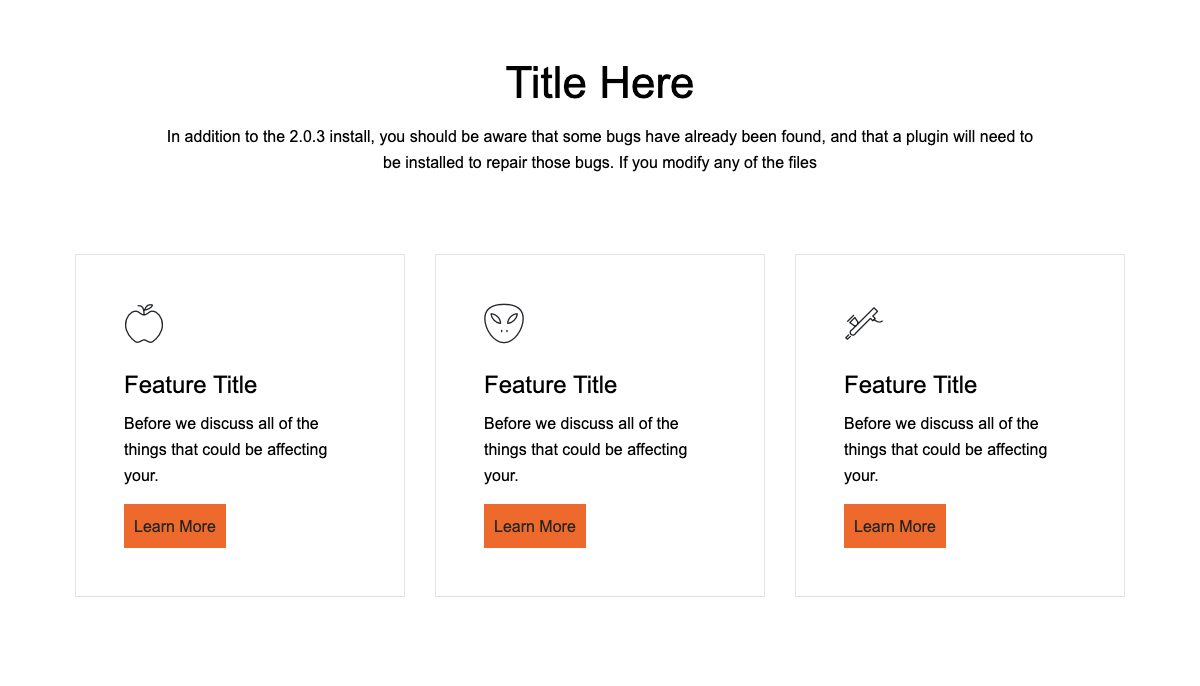 Title Here
In addition to the 2.0.3 install, you should be aware that some bugs have already been found, and that a plugin will need to
be installed to repair those bugs. If you modify any of the files
Feature Title
Before we discuss all of the
things that could be affecting
your.
Learn More
Feature Title
Before we discuss all of the
things that could be affecting
your.
Learn More
Feature Title
Before we discuss all of the
things that could be affecting
your.
Learn More